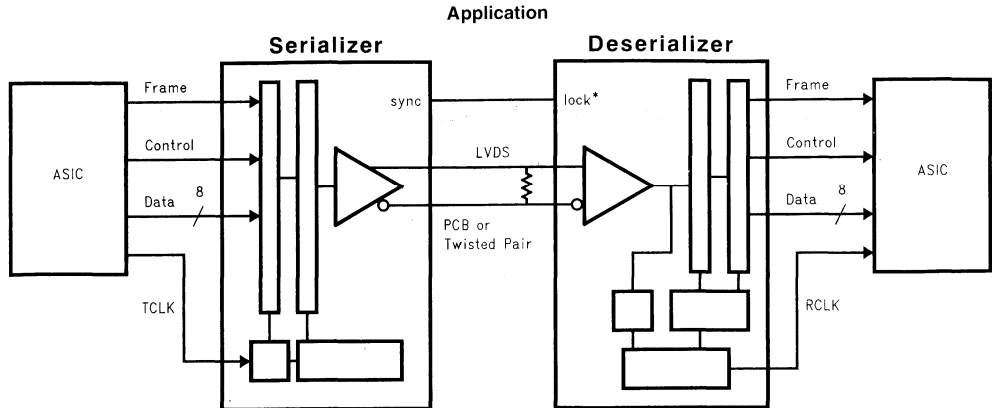 Application
Serializer
Deserializer
Frame
sync
lock*
Frame
Control
LVDS
Control
ASIC
ASIC
Data
8
Data
8
PCB or
Twisted Pair
TCLK
RCLK